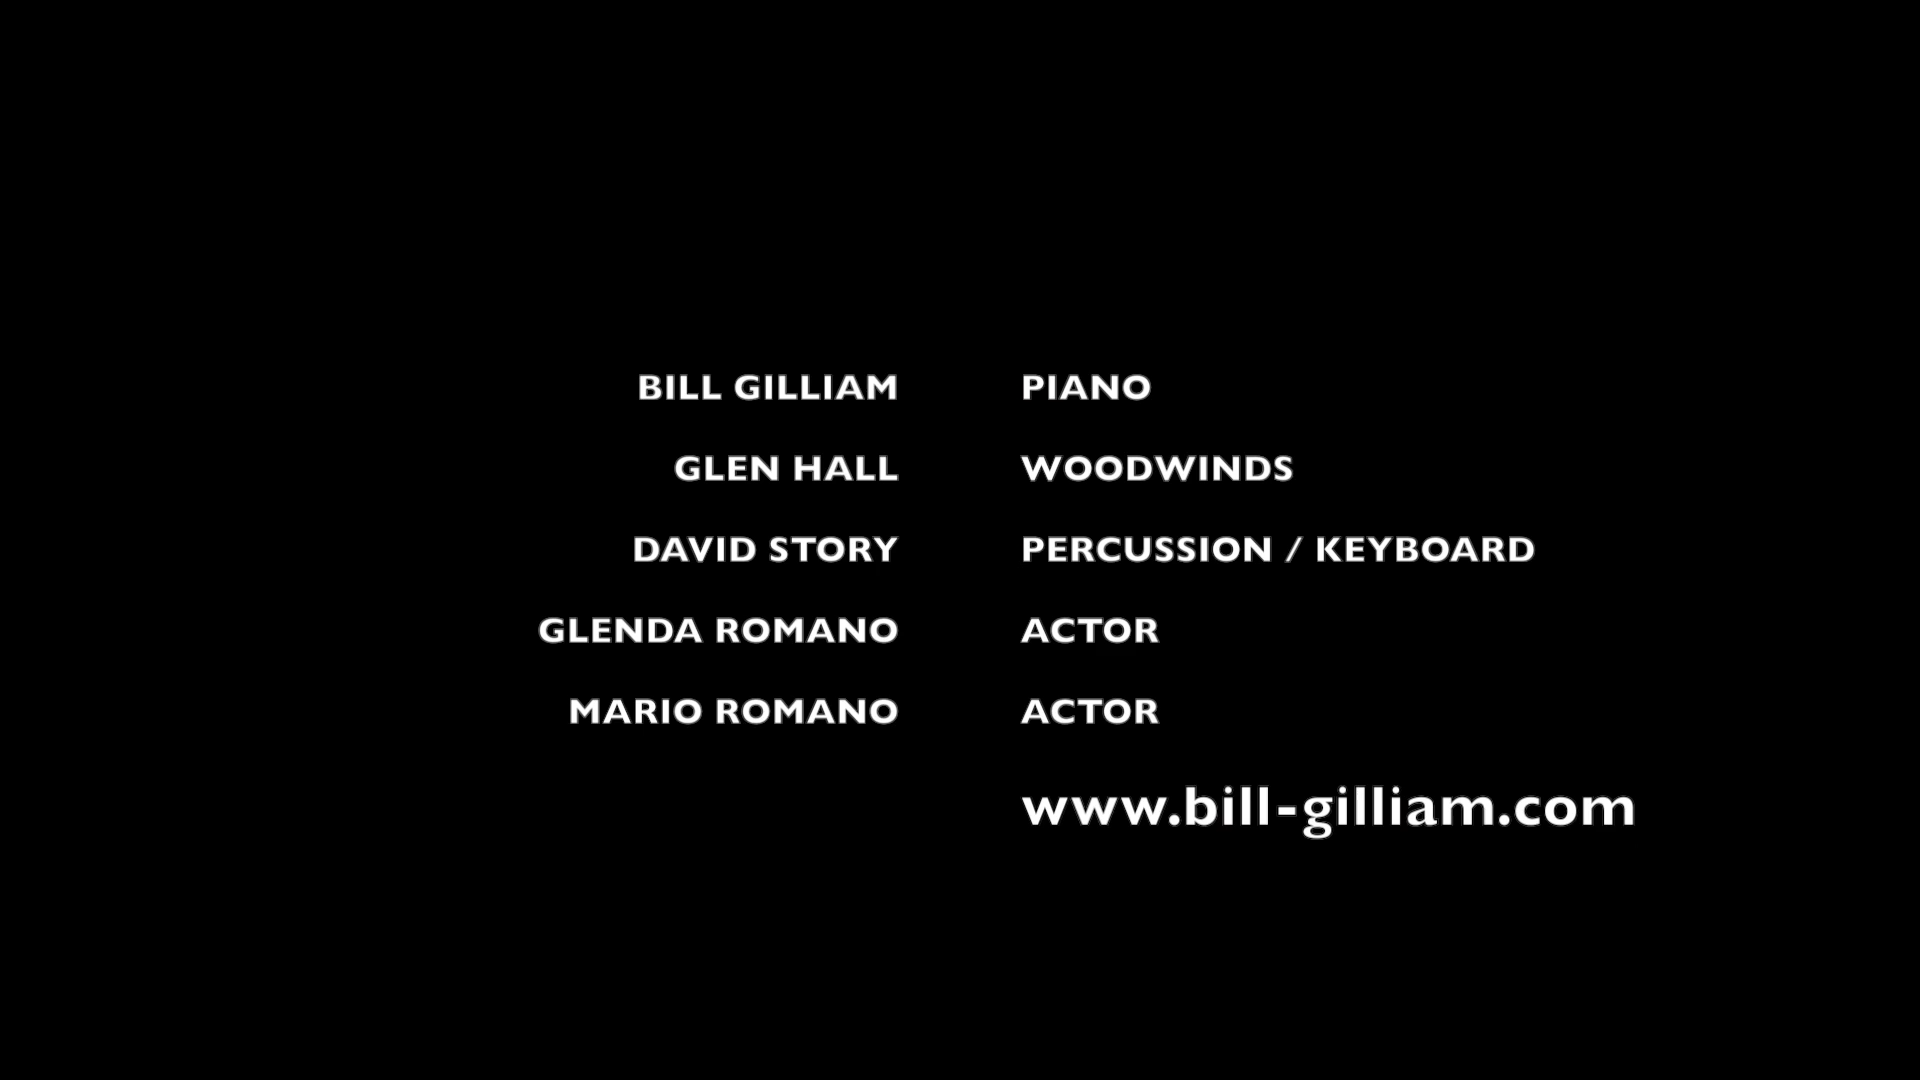 BILL GILLIAM PIANO
GLEN HALL WOODWINDS
DAVID STORY PERCUSSION / KEYBOARD
GLENDA ROMANO ACTOR
MARIO ROMANO ACTOR
www.bill-gilliam.com